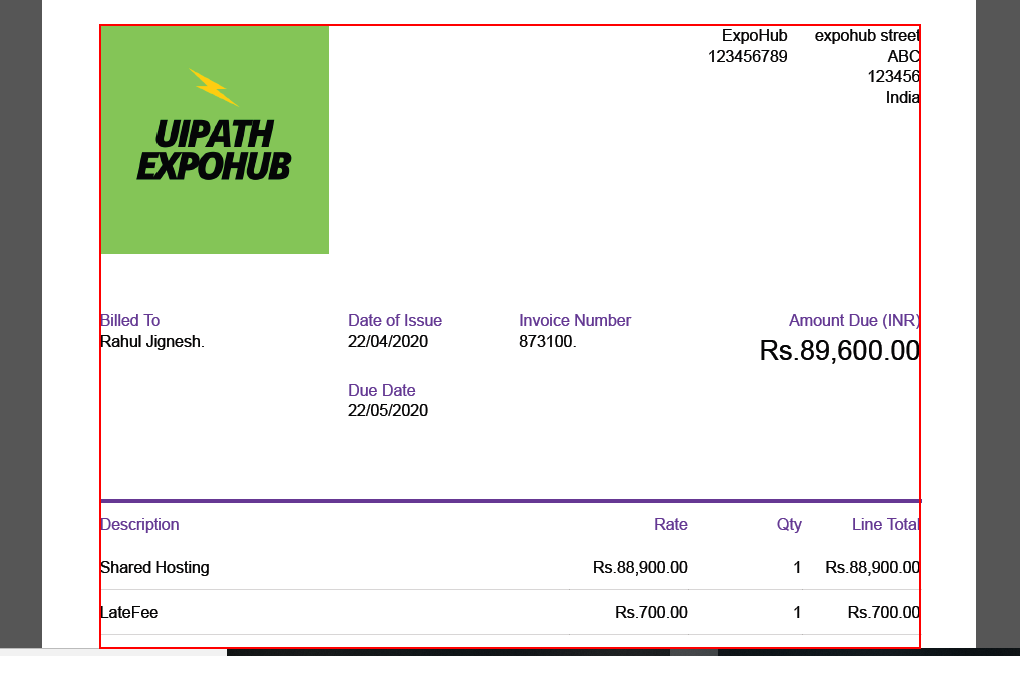 UIPATH
EXPOHUB
ExpoHub
123456789
expohub street
ABC
123456
India
Billed To
Rahul Jignesh.
Date of Issue
22/04/2020
Due Date
22/05/2020
Invoice Number
873100.
Amount Due (INR)
Rs.89,600.00
Description Rate Qty Line Total
Shared Hosting Rs.88,900.00 1 Rs.88,900.00
LateFee Rs.700.00 1 Rs.700.00